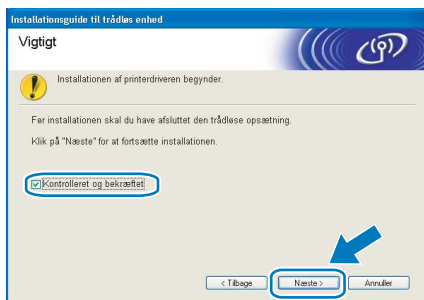 Installationsguide til trådløs enhed
Vigtigt
Installationen af printerdriveren begynder.
Før installationen skal du have afsluttet den trådløse opsætning.
Klik på "Næste" for at fortsætte installationen.
Kontrolleret og bekræftet
< Tilbage Næste > Annuller